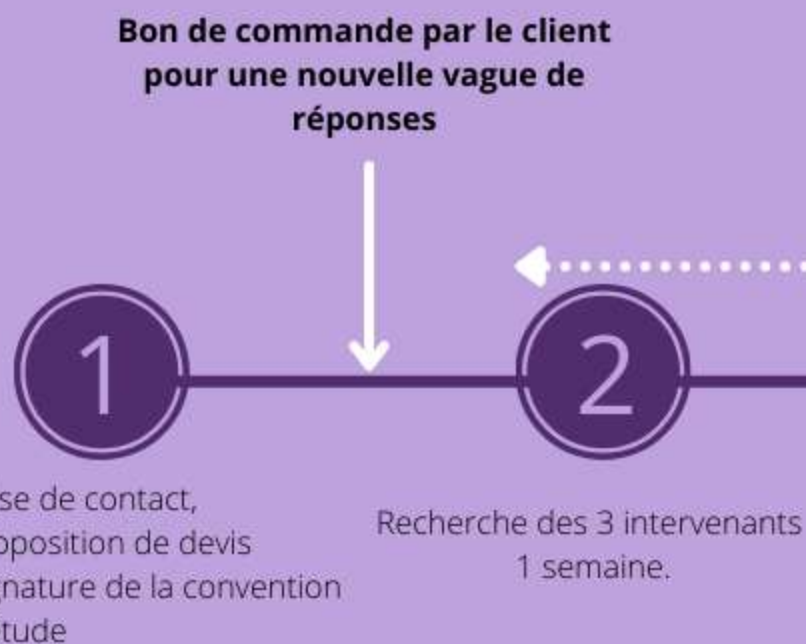 Bon de commande par le client
pour une nouvelle vague de
réponses
1
2
se de contact,
position de devis
nature de la convention
tude
Recherche des 3 intervenants
1 semaine.